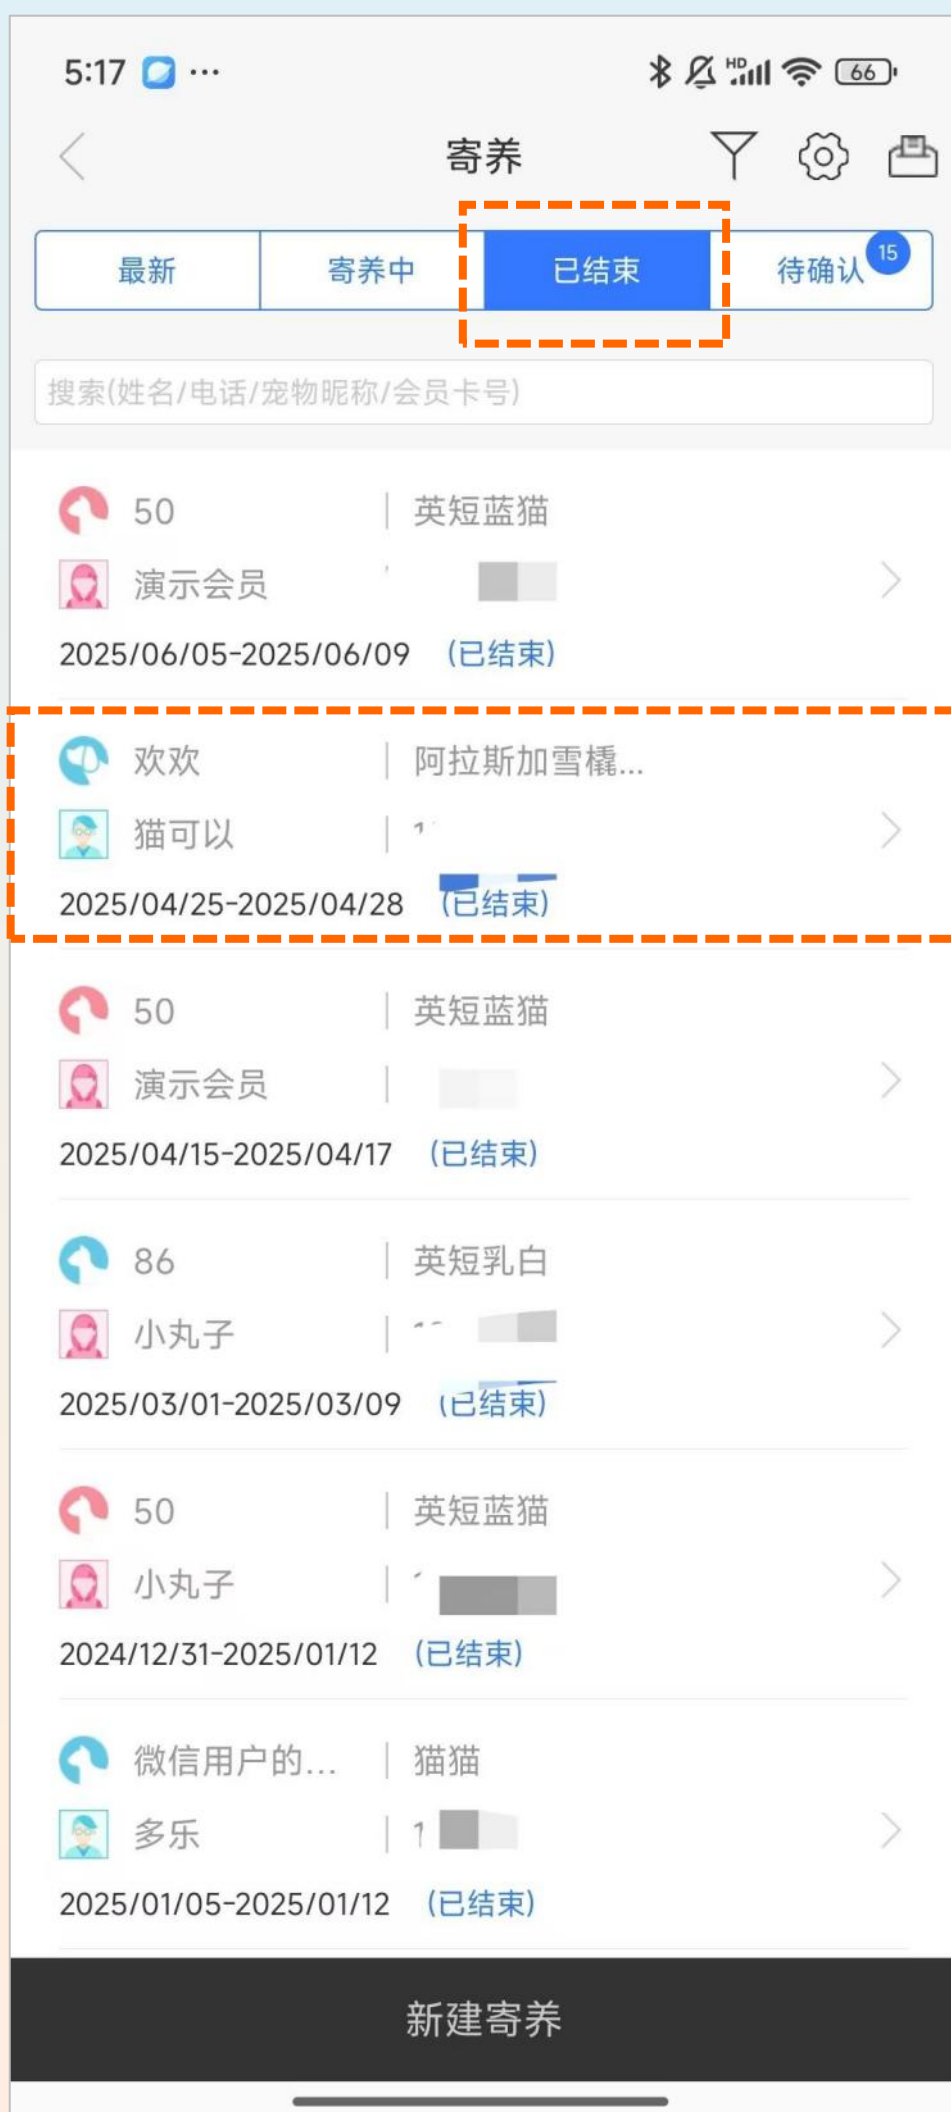 5:17 ... HD 66
寄养
最新 寄养中 已结束 待确认 15
搜索(姓名/电话/宠物昵称/会员卡号)
50 | 英短蓝猫
演示会员
2025/06/05-2025/06/09 (已结束)
欢欢 | 阿拉斯加雪橇...
猫可以 | 1
2025/04/25-2025/04/28 (已结束)
50 | 英短蓝猫
演示会员 |
2025/04/15-2025/04/17 (已结束)
86 | 英短乳白
小丸子 |
2025/03/01-2025/03/09 (已结束)
50 | 英短蓝猫
小丸子 |
2024/12/31-2025/01/12 (已结束)
微信用户的... | 猫猫
多乐 | 1
2025/01/05-2025/01/12 (已结束)
新建寄养